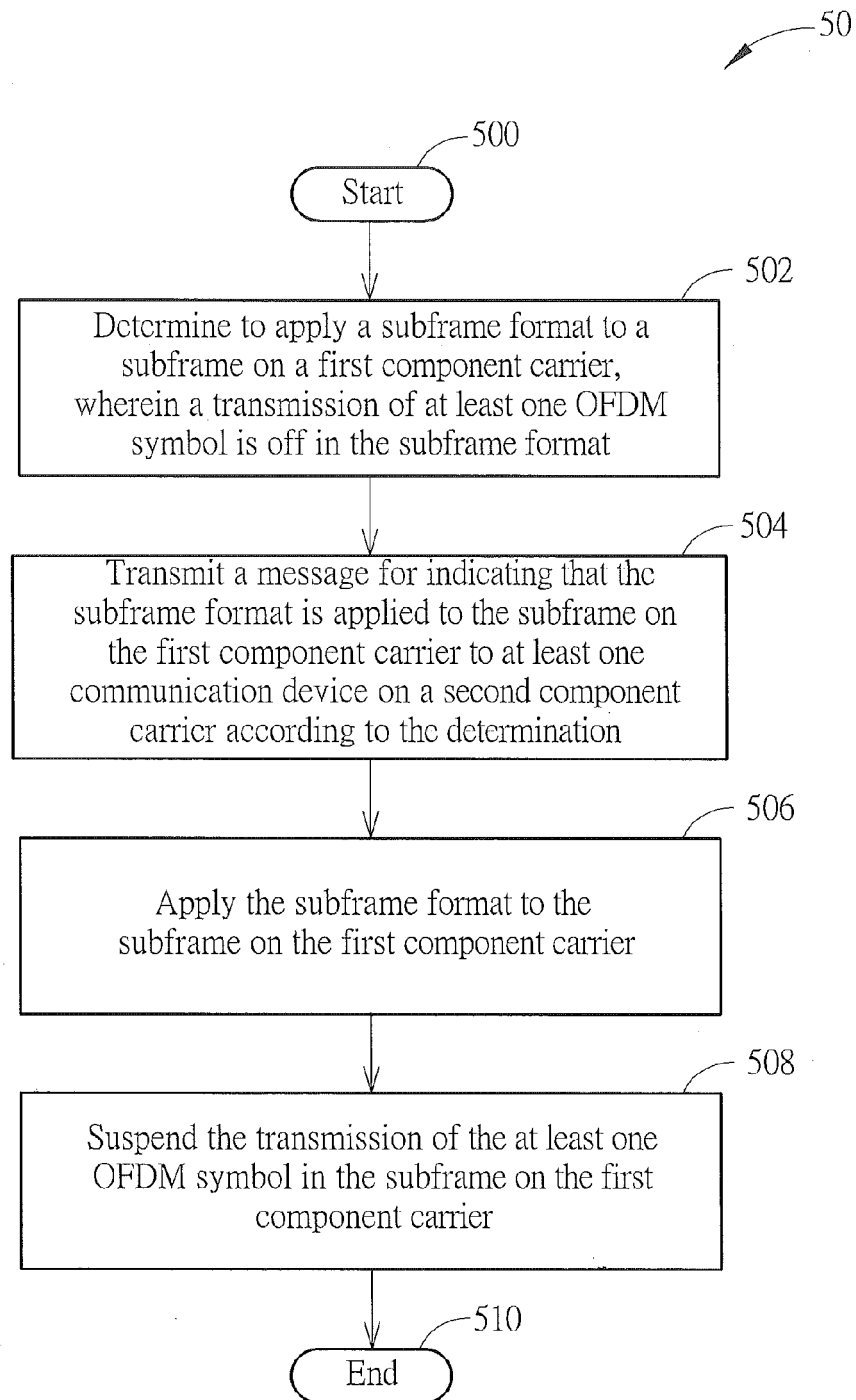 50
500
Start
502
Determine to apply a subframe format to a
subframe on a first component carrier,
wherein a transmission of at least one OFDM
symbol is off in the subframe format
504
Transmit a message for indicating that the
subframe format is applied to the subframe on
the first component carrier to at least one
communication device on a second component
carrier according to the determination
506
Apply the subframe format to the
subframe on the first component carrier
508
Suspend the transmission of the at least one
OFDM symbol in the subframe on the first
component carrier
510
End